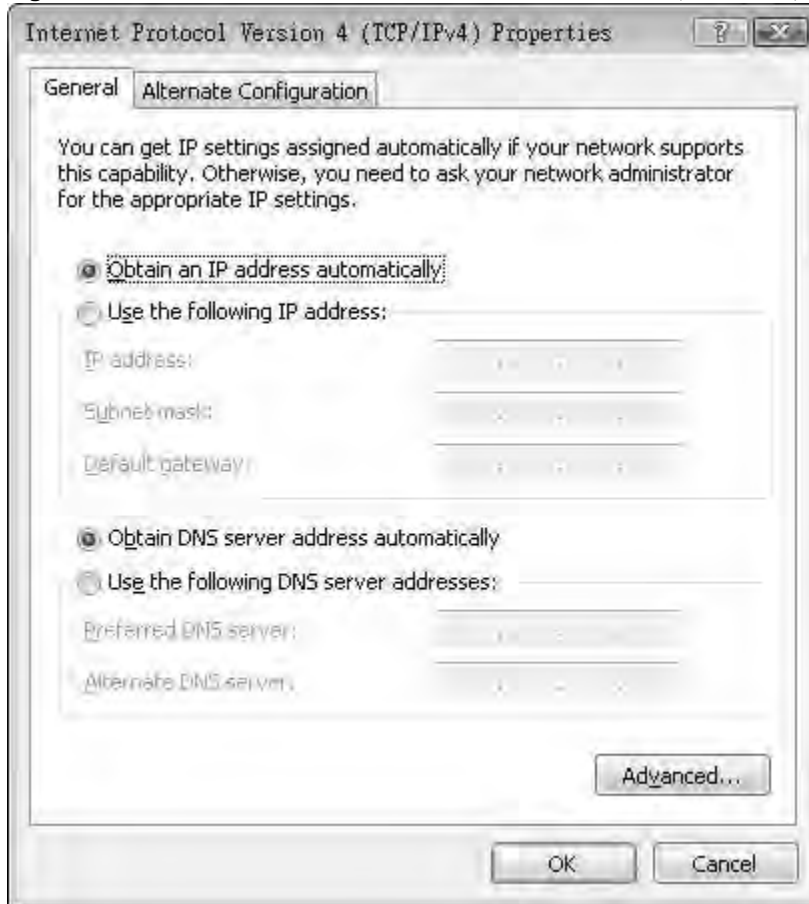 Internet Protocol Version 4 (TCP/IPv4) Properties
General
Alternate Configuration
You can get IP settings assigned automatically if your network supports
this capability. Otherwise, you need to ask your network administrator
for the appropriate IP settings.
Obtain an IP address automatically
Use the following IP address:
IP address:
Subnet mask:
Default gateway:
Obtain DNS server address automatically
Use the following DNS server addresses:
Preferred DNS server:
Alternate DNS server:
Advanced...
OK
Cancel